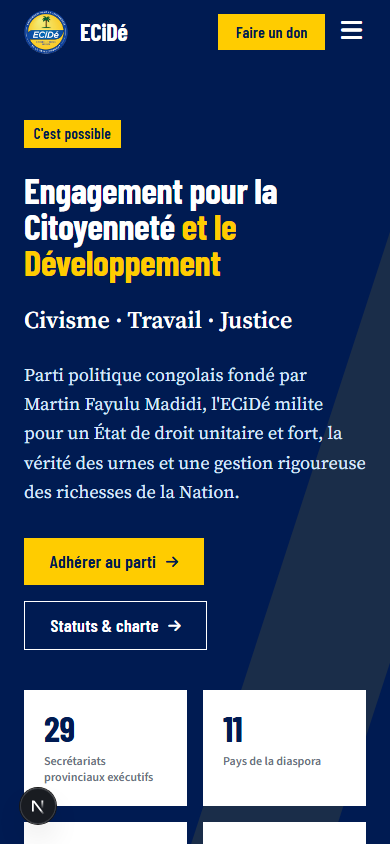 ECiDé
ECiDé
Faire un don
C'est possible
Engagement pour la
Citoyenneté et le
Développement
Civisme · Travail · Justice
Parti politique congolais fondé par
Martin Fayulu Madidi, l'ECiDé milite
pour un État de droit unitaire et fort, la
vérité des urnes et une gestion rigoureuse
des richesses de la Nation.
Adhérer au parti →
Statuts & charte →
29
Secrétariats
provinciaux exécutifs
11
Pays de la diaspora
N